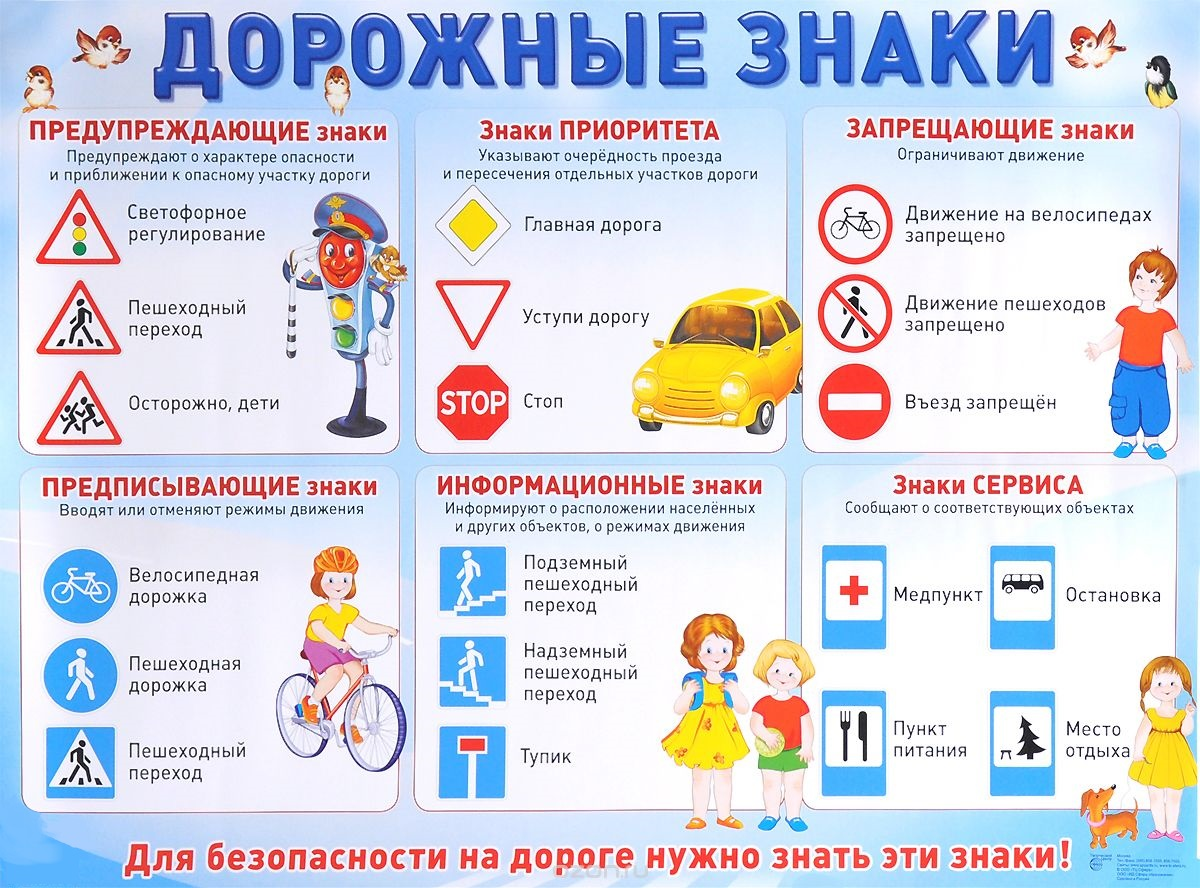 ДОРОЖНЫЕ ЗНАКИ
ПРЕДУПРЕЖДАЮЩИЕ знаки
Предупреждают о характере опасности
и приближении к опасному участку дороги
Светофорное
регулирование
Пешеходный
переход
Осторожно, дети
Знаки ПРИОРИТЕТА
Указывают очерёдность проезда
и пересечения отдельных участков дороги
Главная дорога
Уступи дорогу
STOP
Стоп
ЗАПРЕЩАЮЩИЕ знаки
Ограничивают движение
Движение на велосипедах
запрещено
Движение пешеходов
запрещено
Въезд запрещён
ПРЕДПИСЫВАЮЩИЕ знаки
Вводят или отменяют режимы движения
Велосипедная
дорожка
Пешеходная
дорожка
Пешеходный
переход
ИНФОРМАЦИОННЫЕ знаки
Информируют о расположении населённых
и других объектов, о режимах движения
Подземный
пешеходный
переход
Надземный
пешеходный
переход
Тупик
Знаки СЕРВИСА
Сообщают о соответствующих объектах
Медпункт
Остановка
Пункт
питания
Место
отдыха
Для безопасности на дороге нужно знать эти знаки!
ozon.ru